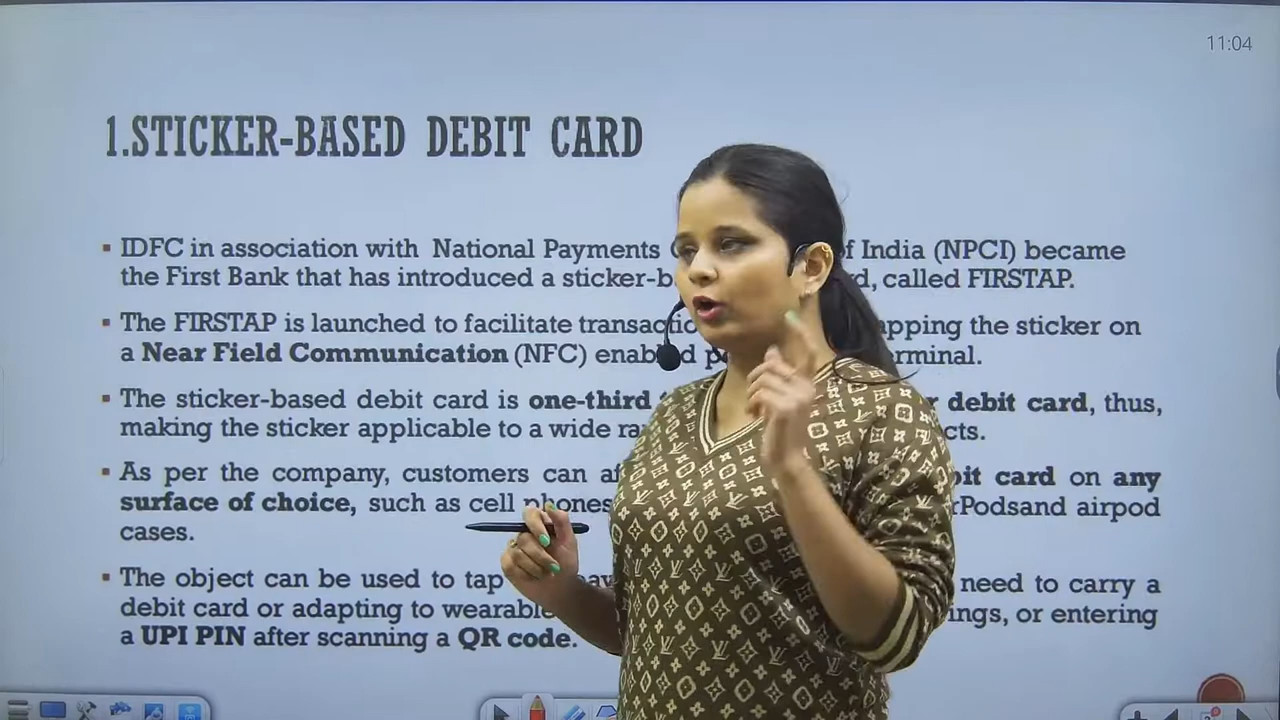 11:04
1.STICKER-BASED DEBIT CARD
▪ IDFC in association with National Payments of India (NPCI) became
the First Bank that has introduced a sticker-b d, called FIRSTAP.
▪ The FIRSTAP is launched to facilitate transactio apping the sticker on
a Near Field Communication (NFC) enabled p erminal.
▪ The sticker-based debit card is one-third debit card, thus,
making the sticker applicable to a wide ra cts.
▪ As per the company, customers can af bit card on any
surface of choice, such as cell phones rPodsand airpod
cases.
▪ The object can be used to tap pay need to carry a
debit card or adapting to wearable ings, or entering
a UPI PIN after scanning a QR code.